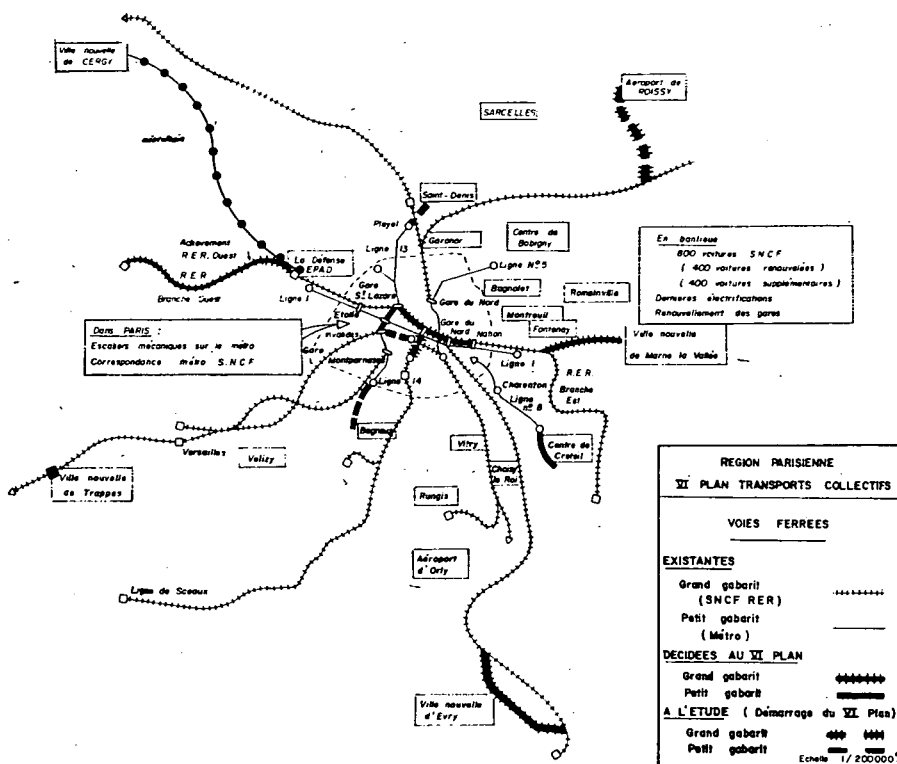 Ville nouvelle
de CERGY
Aéroport de
ROISSY
SARCELLES
Saint-Denis
Pleyel
Garonor
Centre de
Bobigny
Ligne 13
Ligne Nº 5
Achevement
R.E.R. Ouest
La Défense
EPAD
R.E.R
Branche Ouest
Ligne 1
Gare
St Lazare
Etoile
Invalides
Gare
Montparnasse
Gare du Nord
Gare du
Nord
Nation
Bagnolet
Romainville
Montreuil
Fontenay
En banlieue
800 voitures SNCF
( 400 voitures renouvelées )
( 400 voitures supplémentaires )
Dernieres électrifications
Renouvellement des gares
Ville nouvelle
de Marne la Vallée
Dans PARIS :
Escaliers mécaniques sur le métro
Correspondance métro S.N.C.F
Ligne 1
Ligne 14
Charenton
Ligne
nº 8
R.E.R.
Branche
Est
Bagneux
Versailles
Velizy
Vitry
Choisy
le Roi
Centre de
Creteil
Ville nouvelle
de Trappes
Rungis
Aéroport
d'Orly
Ligne de Sceaux
Ville nouvelle
d'Evry
REGION PARISIENNE
VI PLAN TRANSPORTS COLLECTIFS
VOIES FERREES
EXISTANTES
Grand gabarit
(SNCF RER)
Petit gabarit
(Métro)
DECIDEES AU VI PLAN
Grand gabarit
Petit gabarit
A L'ETUDE ( Démarrage du VI Plan)
Grand gabarit
Petit gabarit
Echelle 1/200000